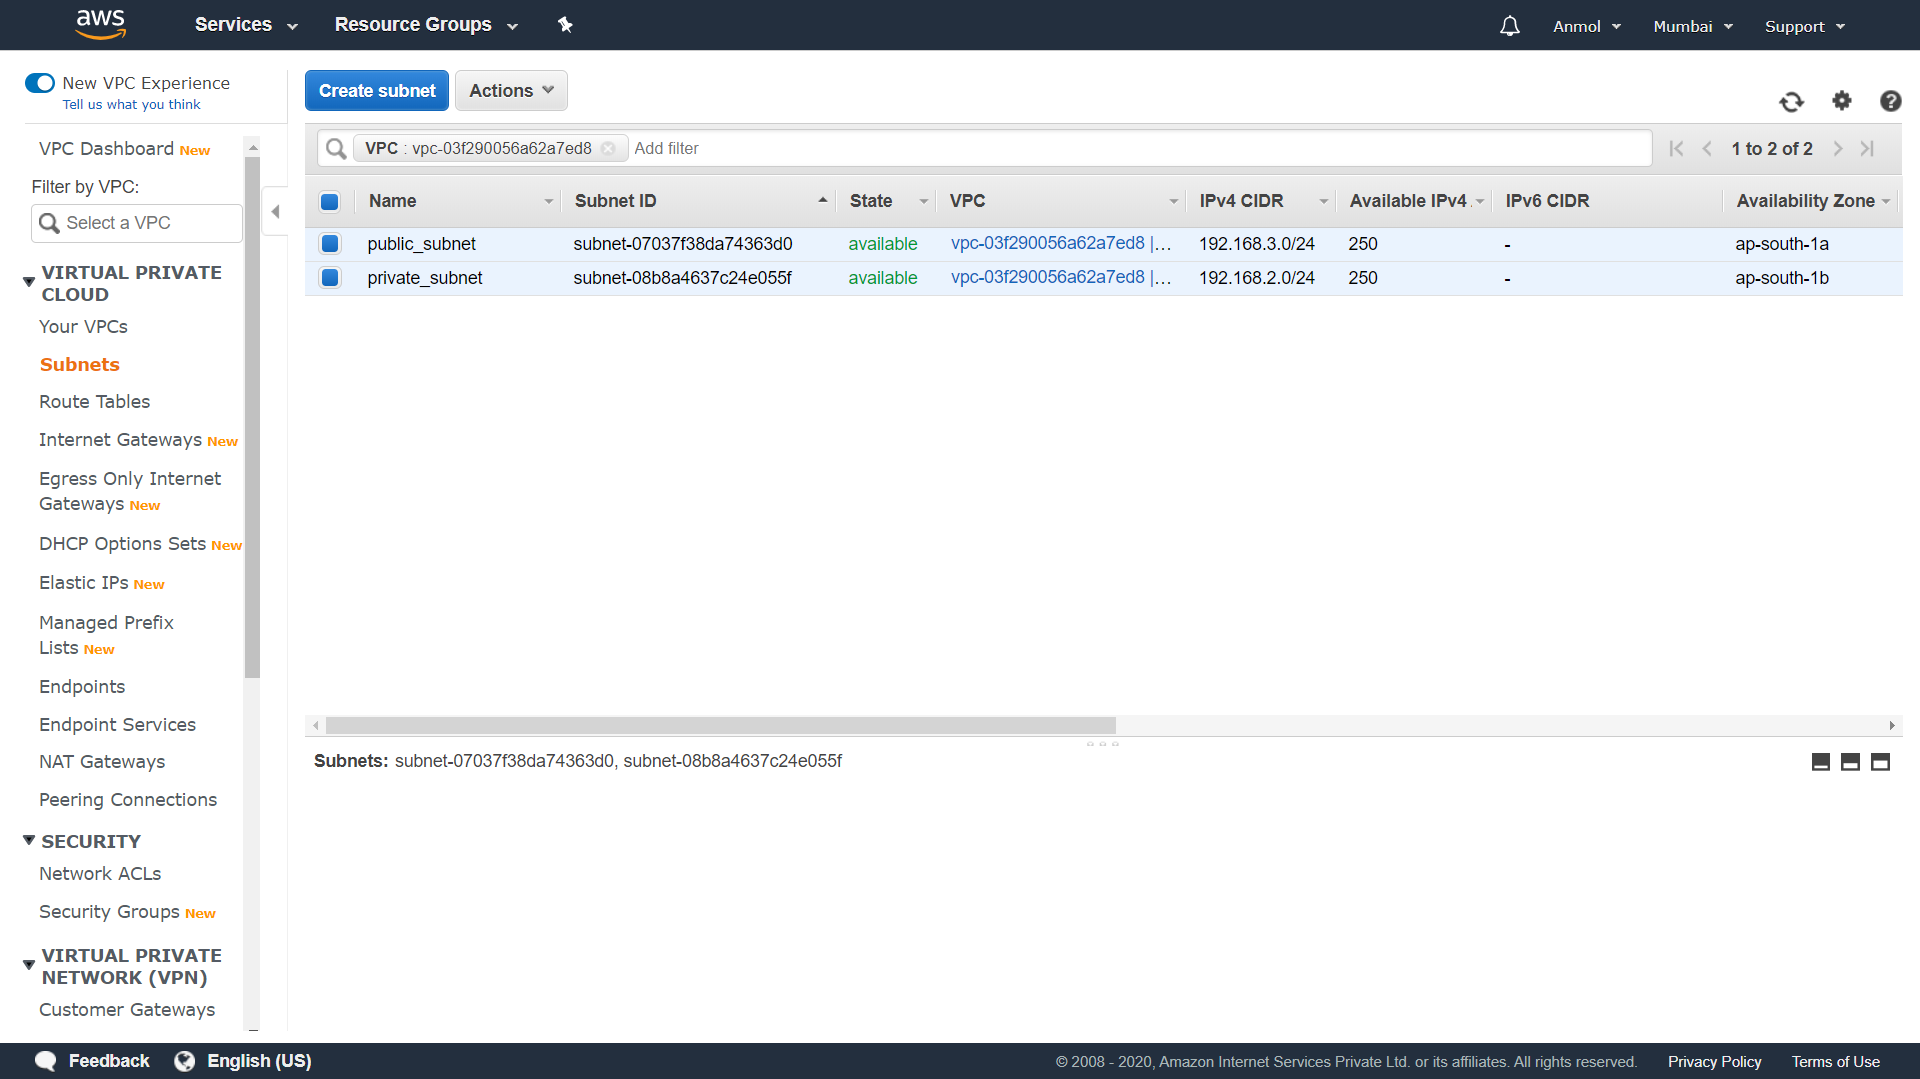 aws
Services
Resource Groups
Anmol
Mumbai
Support
New VPC Experience
Tell us what you think
VPC Dashboard New
Filter by VPC:
Select a VPC
VIRTUAL PRIVATE
CLOUD
Your VPCs
Subnets
Route Tables
Internet Gateways New
Egress Only Internet
Gateways New
DHCP Options Sets New
Elastic IPs New
Managed Prefix
Lists New
Endpoints
Endpoint Services
NAT Gateways
Peering Connections
SECURITY
Network ACLs
Security Groups New
VIRTUAL PRIVATE
NETWORK (VPN)
Customer Gateways
Create subnet
Actions
VPC : vpc-03f290056a62a7ed8
Add filter
1 to 2 of 2
Name Subnet ID State VPC IPv4 CIDR Available IPv4 IPv6 CIDR Availability Zone
public_subnet subnet-07037f38da74363d0 available vpc-03f290056a62a7ed8 |… 192.168.3.0/24 250 - ap-south-1a
private_subnet subnet-08b8a4637c24e055f available vpc-03f290056a62a7ed8 |… 192.168.2.0/24 250 - ap-south-1b
Subnets: subnet-07037f38da74363d0, subnet-08b8a4637c24e055f
Feedback
English (US)
© 2008 - 2020, Amazon Internet Services Private Ltd. or its affiliates. All rights reserved.
Privacy Policy
Terms of Use